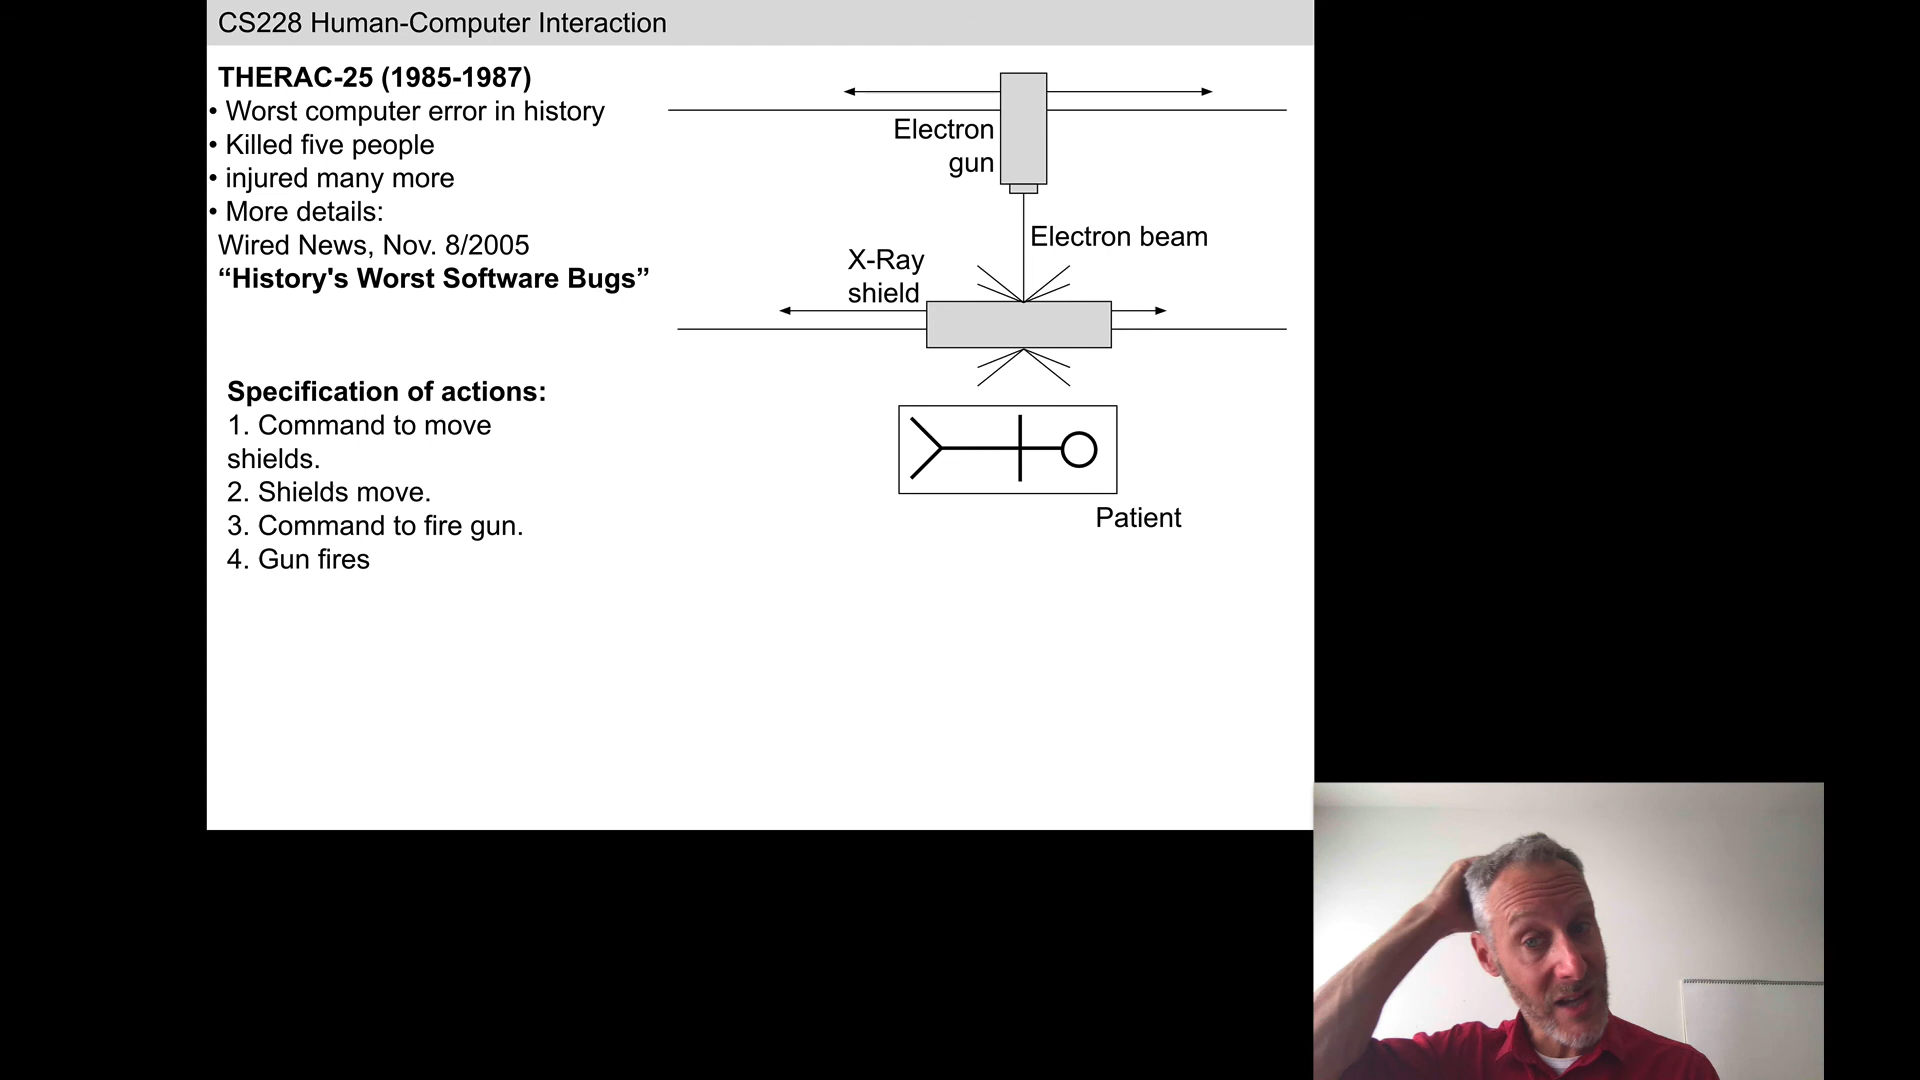 CS228 Human-Computer Interaction
THERAC-25 (1985-1987)
• Worst computer error in history
• Killed five people
• injured many more
• More details:
Wired News, Nov. 8/2005
“History's Worst Software Bugs”
Specification of actions:
1. Command to move
shields.
2. Shields move.
3. Command to fire gun.
4. Gun fires
Electron
gun
Electron beam
X-Ray
shield
Patient